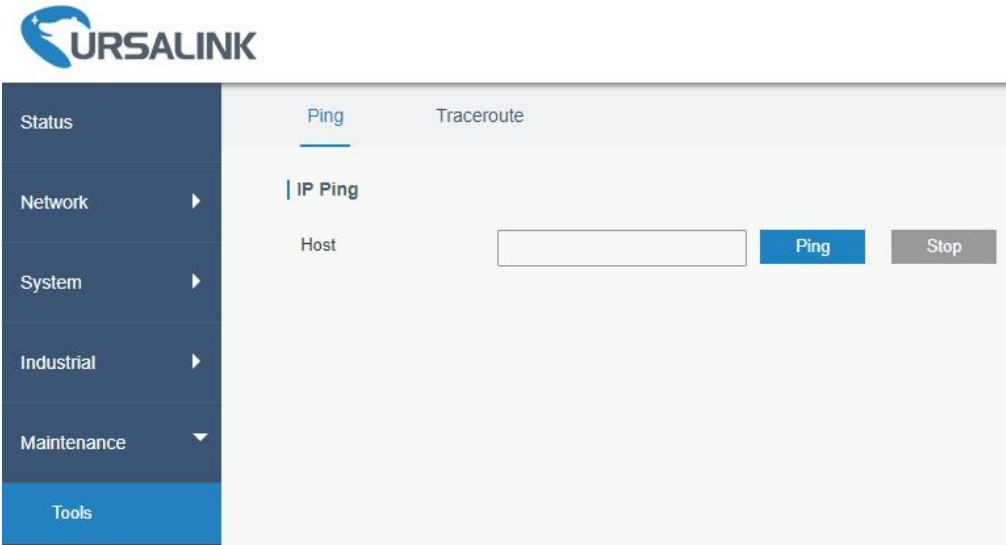 URSALINK
Status
Network
System
Industrial
Maintenance
Tools
Ping Traceroute
IP Ping
Host Ping Stop